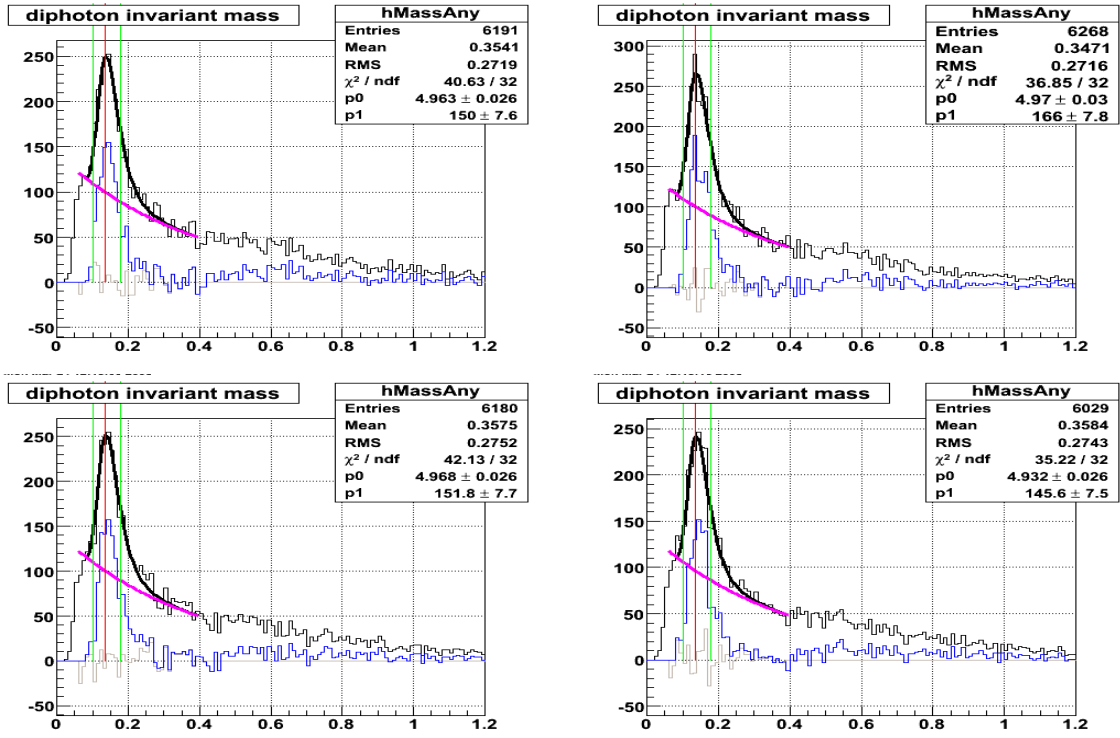 diphoton invariant mass
hMassAny
Entries 6191
Mean 0.3541
RMS 0.2719
χ² / ndf 40.63 / 32
p0 4.963 ± 0.026
p1 150 ± 7.6
250
200
150
100
50
0
-50
0 0.2 0.4 0.6 0.8 1 1.2
diphoton invariant mass
hMassAny
Entries 6268
Mean 0.3471
RMS 0.2716
χ² / ndf 36.85 / 32
p0 4.97 ± 0.03
p1 166 ± 7.8
300
250
200
150
100
50
0
-50
0 0.2 0.4 0.6 0.8 1 1.2
diphoton invariant mass
hMassAny
Entries 6180
Mean 0.3575
RMS 0.2752
χ² / ndf 42.13 / 32
p0 4.968 ± 0.026
p1 151.8 ± 7.7
250
200
150
100
50
0
-50
0 0.2 0.4 0.6 0.8 1 1.2
diphoton invariant mass
hMassAny
Entries 6029
Mean 0.3584
RMS 0.2743
χ² / ndf 35.22 / 32
p0 4.932 ± 0.026
p1 145.6 ± 7.5
250
200
150
100
50
0
-50
0 0.2 0.4 0.6 0.8 1 1.2